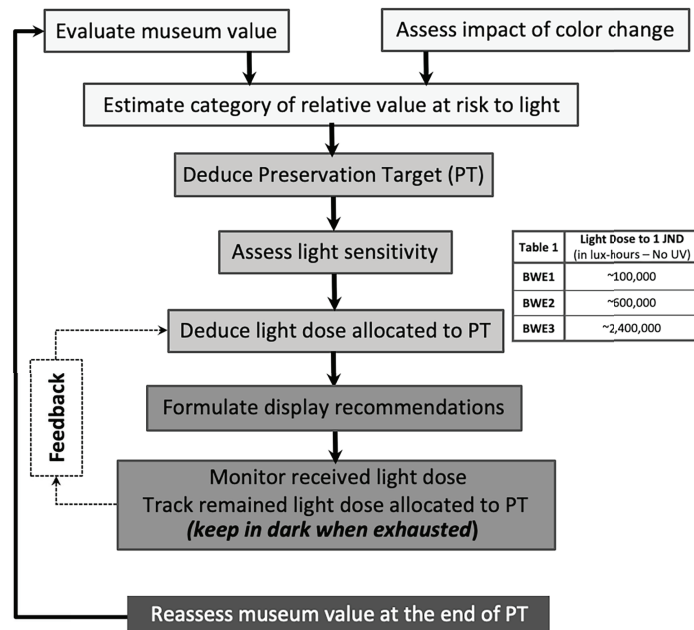 Evaluate museum value
Assess impact of color change
Estimate category of relative value at risk to light
Deduce Preservation Target (PT)
Assess light sensitivity
Table 1
Light Dose to 1 JND
(in lux-hours – No UV)
BWE1
~100,000
BWE2
~600,000
BWE3
~2,400,000
Deduce light dose allocated to PT
Feedback
Formulate display recommendations
Monitor received light dose
Track remained light dose allocated to PT
(keep in dark when exhausted)
Reassess museum value at the end of PT